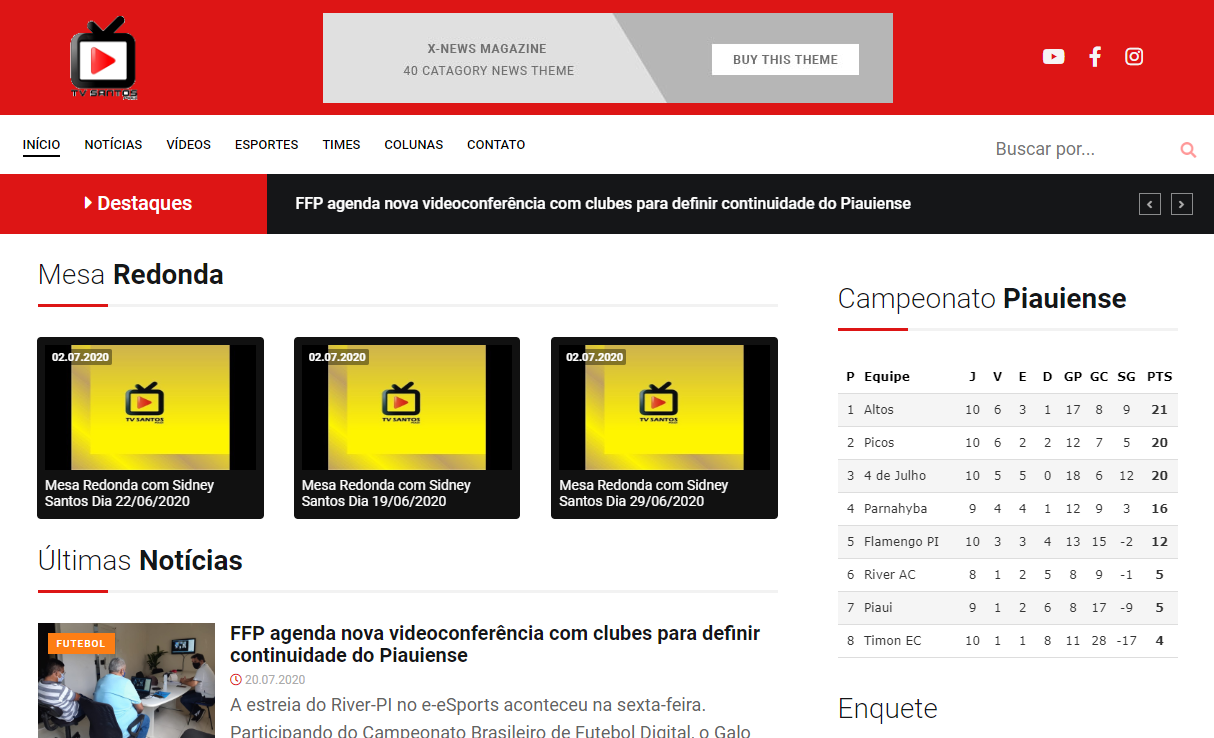 TV SANTOS
X-NEWS MAGAZINE
40 CATAGORY NEWS THEME
BUY THIS THEME
INÍCIO NOTÍCIAS VÍDEOS ESPORTES TIMES COLUNAS CONTATO
Buscar por...
Destaques
FFP agenda nova videoconferência com clubes para definir continuidade do Piauiense
Mesa Redonda
02.07.2020
TV SANTOS
Mesa Redonda com Sidney
Santos Dia 22/06/2020
02.07.2020
TV SANTOS
Mesa Redonda com Sidney
Santos Dia 19/06/2020
02.07.2020
TV SANTOS
Mesa Redonda com Sidney
Santos Dia 29/06/2020
Últimas Notícias
FUTEBOL
FFP agenda nova videoconferência com clubes para definir
continuidade do Piauiense
20.07.2020
A estreia do River-PI no e-eSports aconteceu na sexta-feira.
Participando do Campeonato Brasileiro de Futebol Digital, o Galo
Campeonato Piauiense
P Equipe J V E D GP GC SG PTS
1 Altos 10 6 3 1 17 8 9 21
2 Picos 10 6 2 2 12 7 5 20
3 4 de Julho 10 5 5 0 18 6 12 20
4 Parnahyba 9 4 4 1 12 9 3 16
5 Flamengo PI 10 3 3 4 13 15 -2 12
6 River AC 8 1 2 5 8 9 -1 5
7 Piaui 9 1 2 6 8 17 -9 5
8 Timon EC 10 1 1 8 11 28 -17 4
Enquete